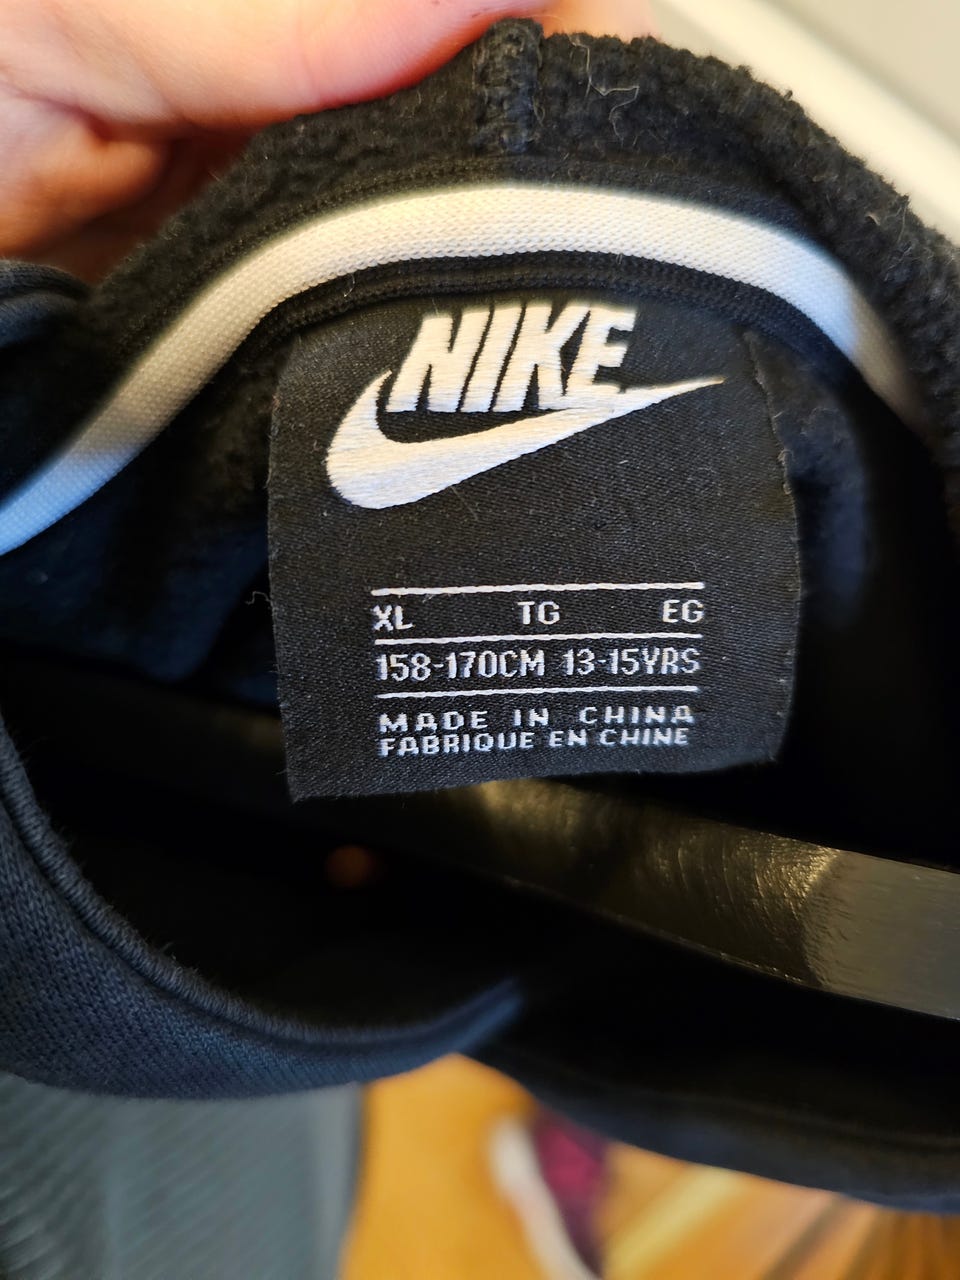 NIKE
XL TG EG
158-170CM 13-15YRS
MADE IN CHINA
FABRIQUE EN CHINE